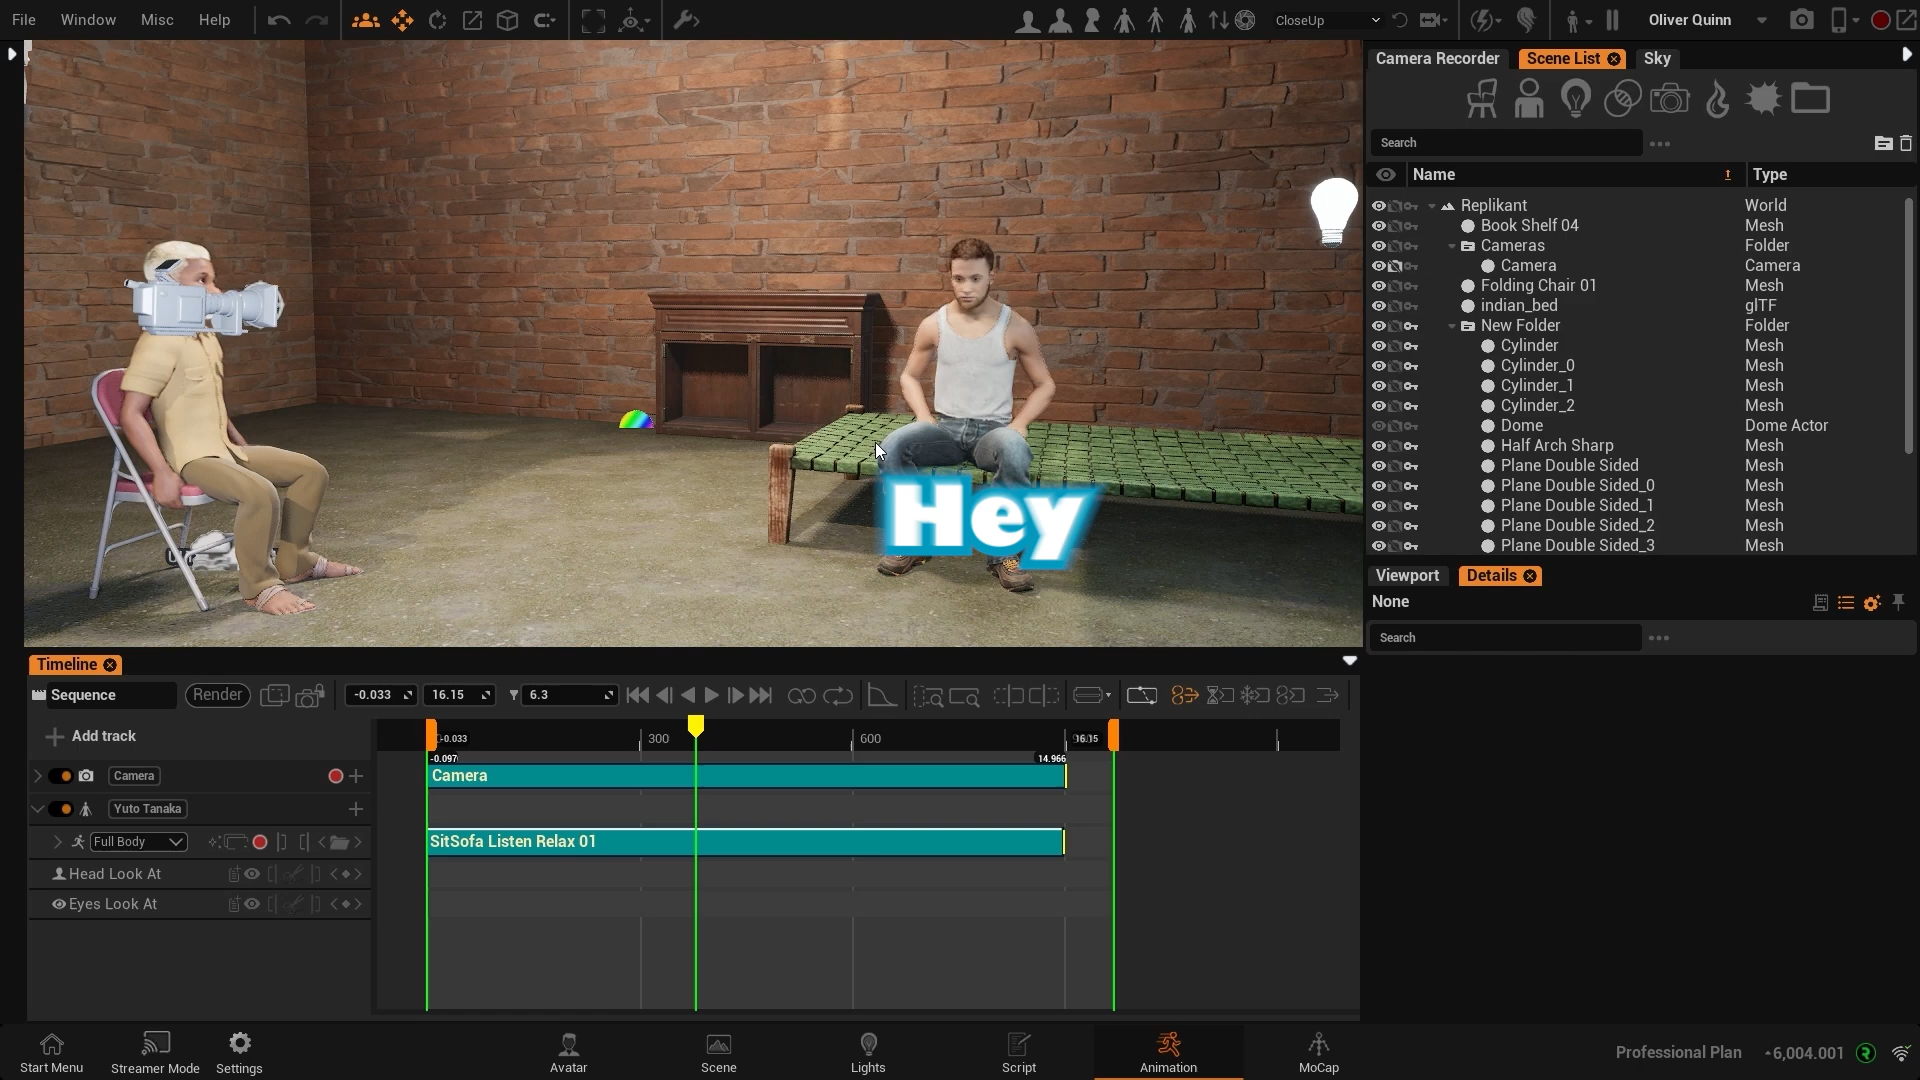 File Window Misc Help CloseUp Oliver Quinn
Camera Recorder Scene List Sky
Search
Name Type
Replikant World
Book Shelf 04 Mesh
Cameras Folder
Camera Camera
Folding Chair 01 Mesh
indian_bed glTF
New Folder Folder
Cylinder Mesh
Cylinder_0 Mesh
Cylinder_1 Mesh
Cylinder_2 Mesh
Dome Dome Actor
Half Arch Sharp Mesh
Plane Double Sided Mesh
Plane Double Sided_0 Mesh
Plane Double Sided_1 Mesh
Plane Double Sided_2 Mesh
Plane Double Sided_3 Mesh
Hey
Viewport Details
None
Search
Timeline
Sequence Render -0.033 16.15 6.3
Add track -0.033 300 600 16.15
-0.097 14.966
Camera Camera
Yuto Tanaka
Full Body SitSofa Listen Relax 01
Head Look At
Eyes Look At
Start Menu Streamer Mode Settings Avatar Scene Lights Script Animation MoCap Professional Plan 6,004.001